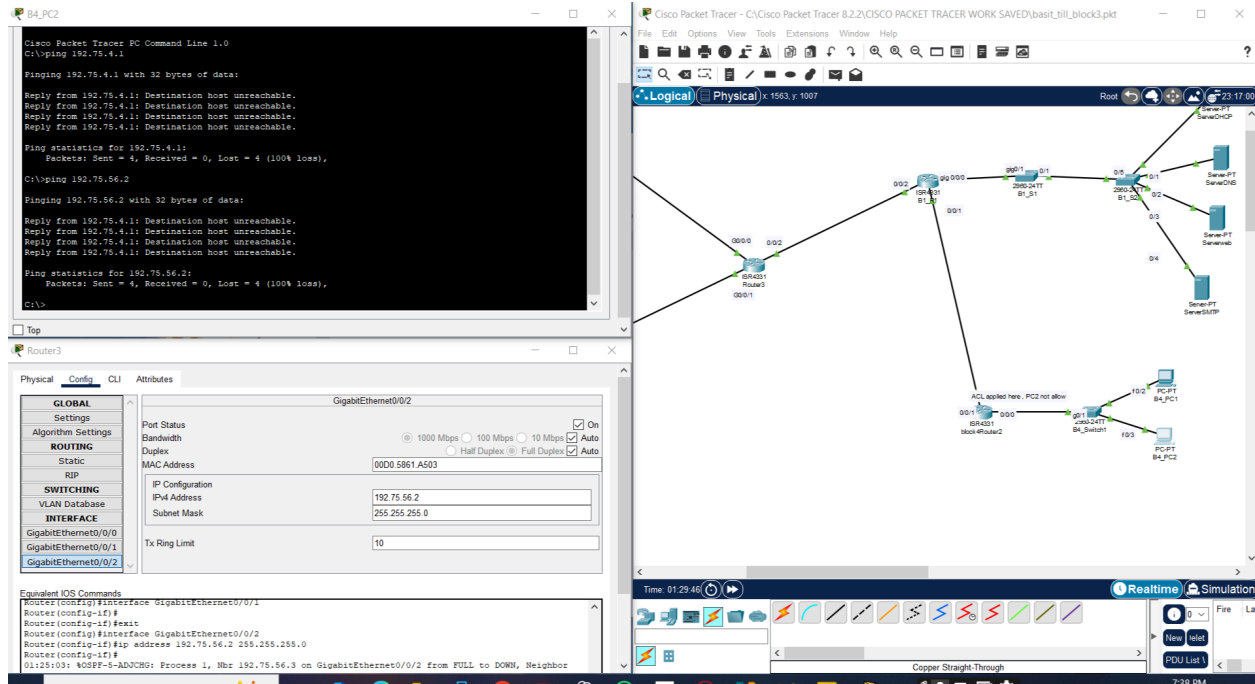 B4_PC2
Cisco Packet Tracer PC Command Line 1.0
C:\>ping 192.75.4.1
Pinging 192.75.4.1 with 32 bytes of data:
Reply from 192.75.4.1: Destination host unreachable.
Reply from 192.75.4.1: Destination host unreachable.
Reply from 192.75.4.1: Destination host unreachable.
Reply from 192.75.4.1: Destination host unreachable.
Ping statistics for 192.75.4.1:
Packets: Sent = 4, Received = 0, Lost = 4 (100% loss),
C:\>ping 192.75.56.2
Pinging 192.75.56.2 with 32 bytes of data:
Reply from 192.75.4.1: Destination host unreachable.
Reply from 192.75.4.1: Destination host unreachable.
Reply from 192.75.4.1: Destination host unreachable.
Reply from 192.75.4.1: Destination host unreachable.
Ping statistics for 192.75.56.2:
Packets: Sent = 4, Received = 0, Lost = 4 (100% loss),
C:\>
Top
Router3
Physical Config CLI Attributes
GLOBAL
Settings
Algorithm Settings
ROUTING
Static
RIP
SWITCHING
VLAN Database
INTERFACE
GigabitEthernet0/0/0
GigabitEthernet0/0/1
GigabitEthernet0/0/2
GigabitEthernet0/0/2
Port Status On
Bandwidth 1000 Mbps 100 Mbps 10 Mbps Auto
Duplex Half Duplex Full Duplex Auto
MAC Address 00D0.5861.A503
IP Configuration
IPv4 Address 192.75.56.2
Subnet Mask 255.255.255.0
Tx Ring Limit 10
Equivalent IOS Commands
Router(config)#interface GigabitEthernet0/0/1
Router(config-if)#
Router(config-if)#exit
Router(config)#interface GigabitEthernet0/0/2
Router(config-if)#ip address 192.75.56.2 255.255.255.0
Router(config-if)#
01:25:03: %OSPF-5-ADJCHG: Process 1, Nbr 192.75.56.3 on GigabitEthernet0/0/2 from FULL to DOWN, Neighbor
Cisco Packet Tracer - C:\Cisco Packet Tracer 8.2.2\CISCO PACKET TRACER WORK SAVED\basit_till_block3.pkt
File Edit Options View Tools Extensions Window Help
?
Logical Physical x: 1563, y: 1007 Root 23:17:00
Server-PT
ServerDHCP
0/0/2
ISR4331
B1_R1
gig 0/0/0
0/0/1
gig0/1
0/1
2960-24TT
B1_S1
0/5
0/1
2960-24TT
B1_S2
0/2
0/3
0/4
Server-PT
ServerDNS
Server-PT
Serverweb
Server-PT
ServerSMTP
G0/0/0
0/0/2
ISR4331
Router3
G0/0/1
ACL applied here , PC2 not allow
0/0/1
0/0/0
ISR4331
block4Router2
g0/1
2960-24TT
B4_Switch1
f0/2
PC-PT
B4_PC1
f0/3
PC-PT
B4_PC2
Time: 01:29:46 Realtime Simulation
0
Fire
New
PDU List
Copper Straight-Through
7:38 PM